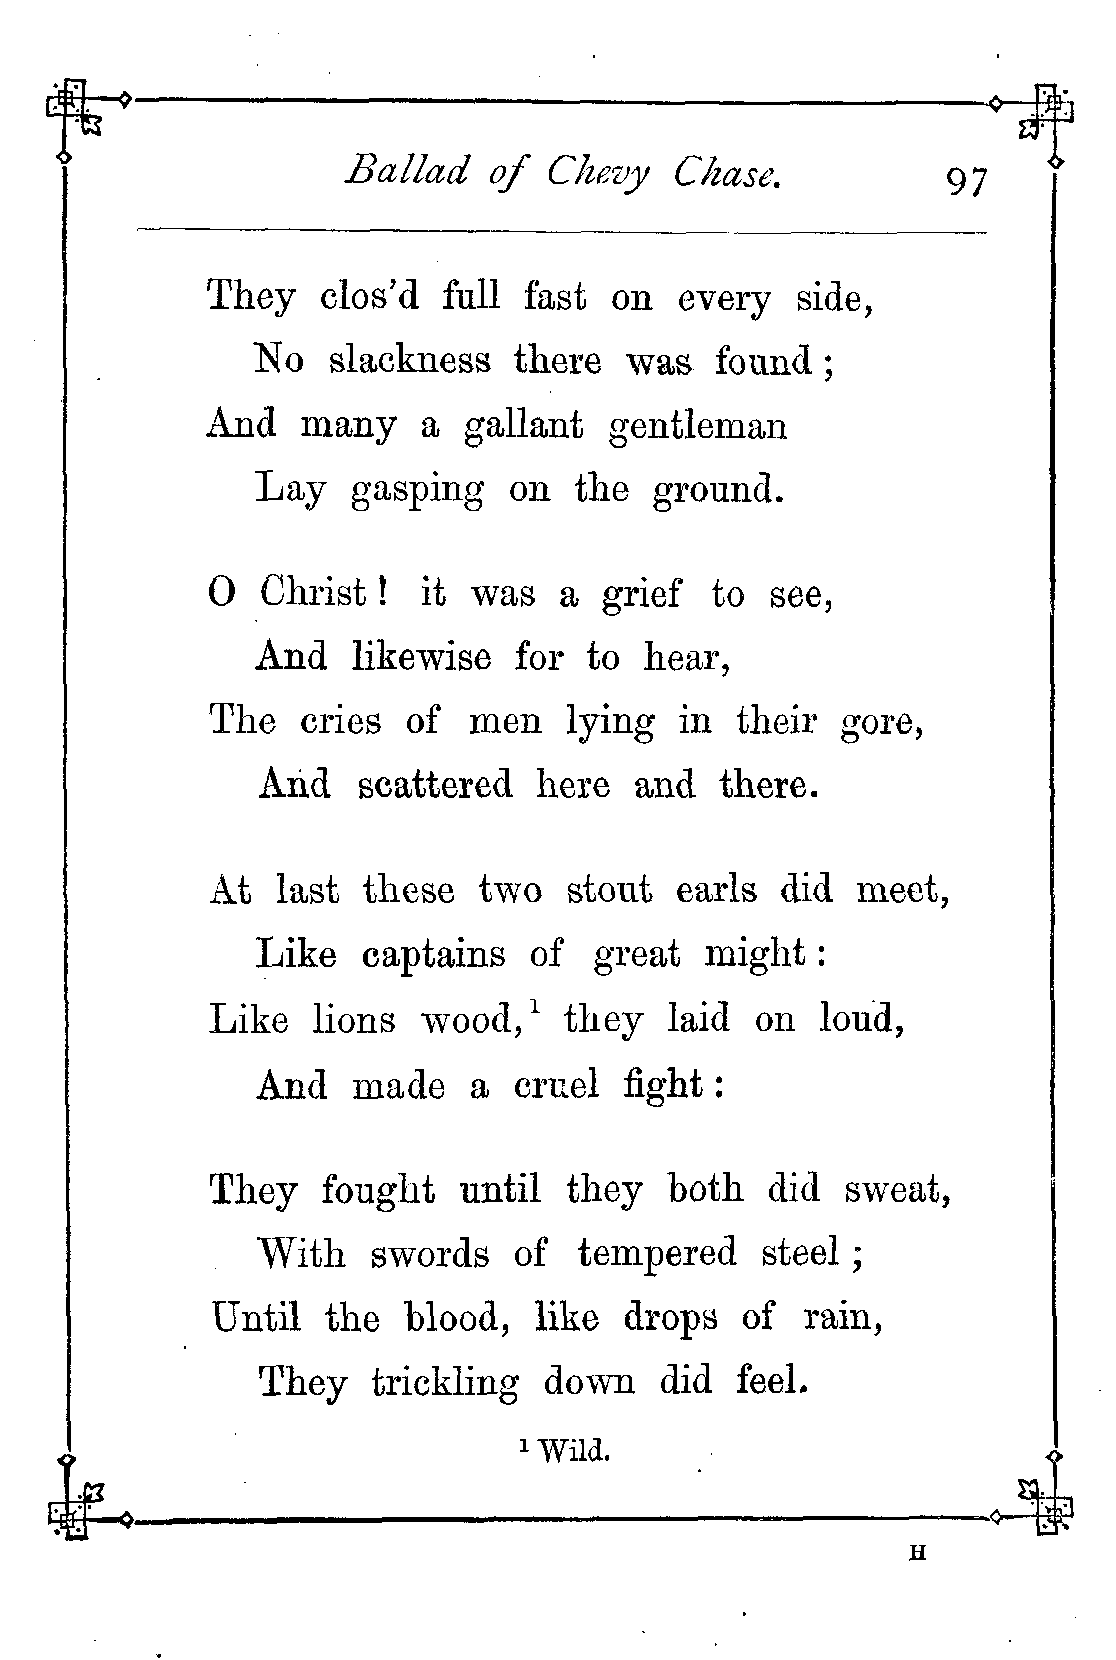 Ballad of Chevy Chase. 97
They clos'd full fast on every side,
No slackness there was found ;
And many a gallant gentleman
Lay gasping on the ground.
O Christ ! it was a grief to see,
And likewise for to hear,
The cries of men lying in their gore,
And scattered here and there.
At last these two stout earls did meet,
Like captains of great might :
Like lions wood,¹ they laid on loud,
And made a cruel fight :
They fought until they both did sweat,
With swords of tempered steel ;
Until the blood, like drops of rain,
They trickling down did feel.
¹ Wild.
H